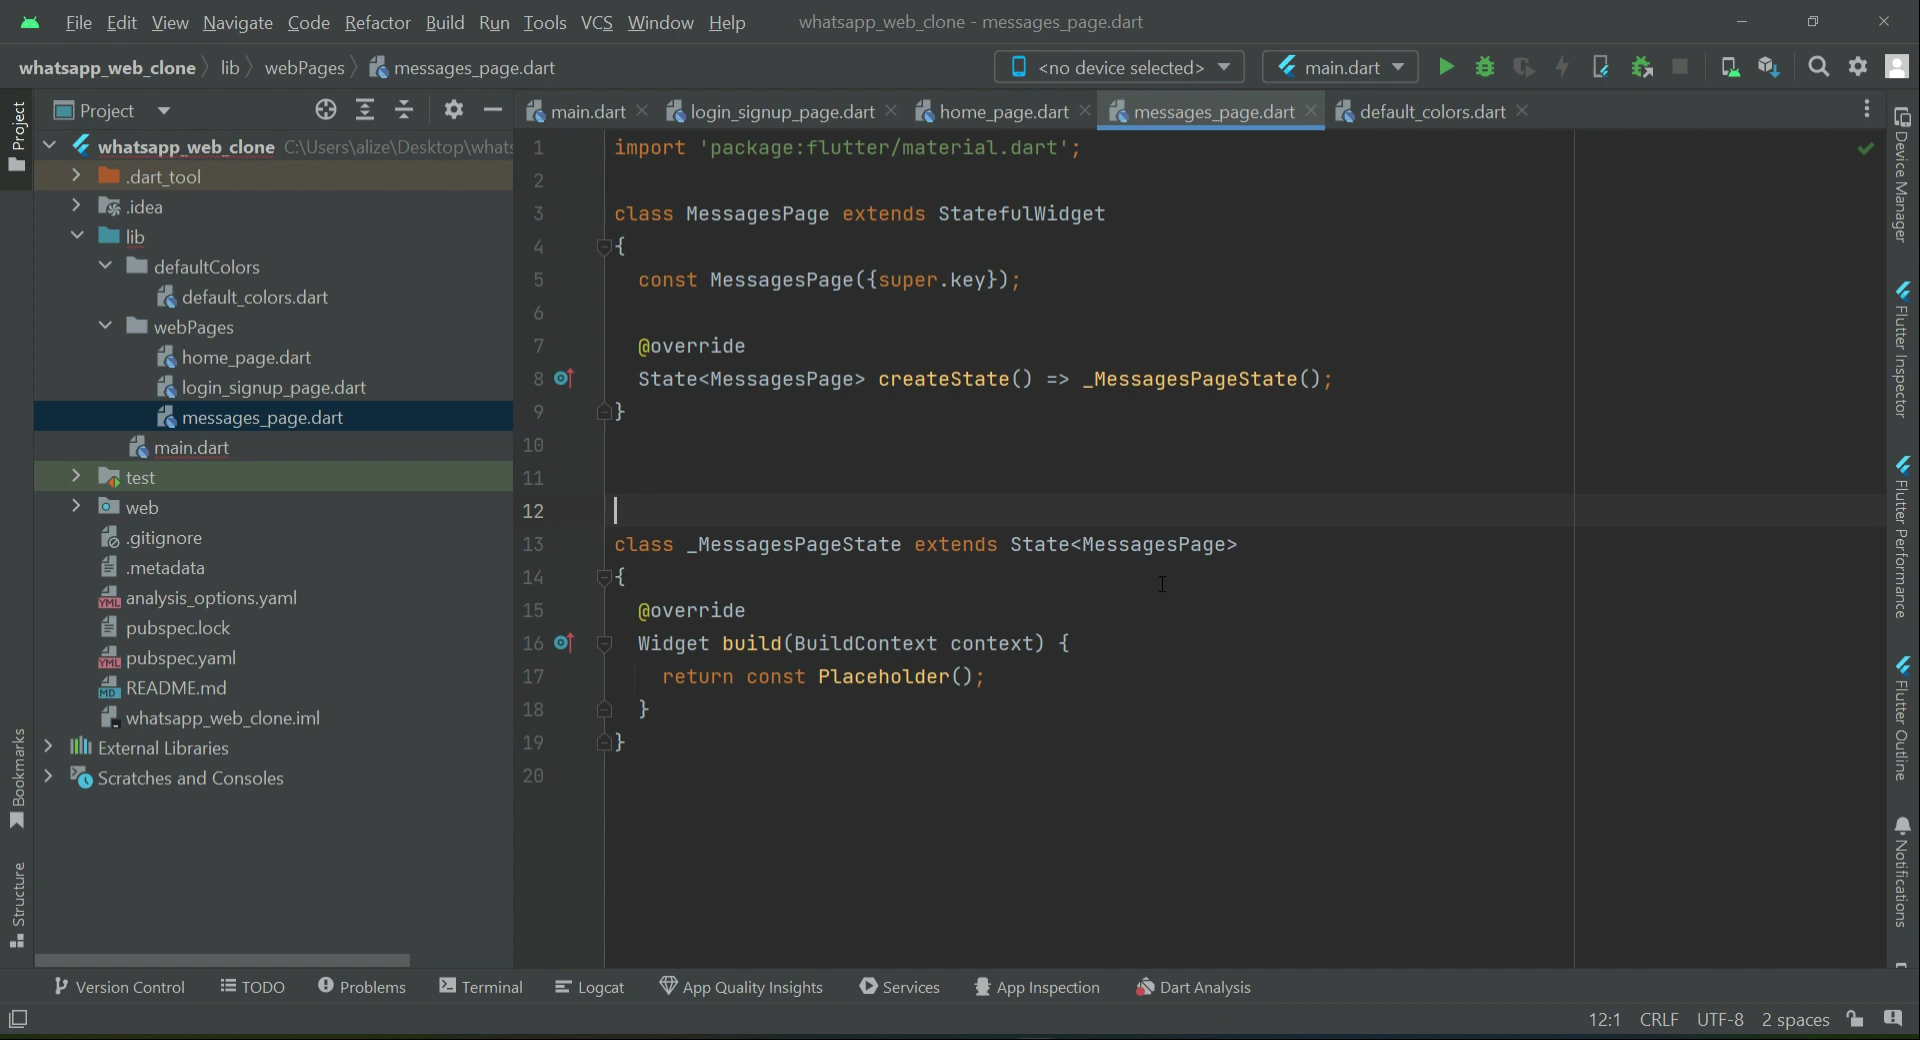 File Edit View Navigate Code Refactor Build Run Tools VCS Window Help whatsapp_web_clone - messages_page.dart
whatsapp_web_clone lib webPages messages_page.dart <no device selected> main.dart
Project
main.dart login_signup_page.dart home_page.dart messages_page.dart default_colors.dart
Project
Bookmarks
Structure
whatsapp_web_clone C:\Users\alize\Desktop\whats
.dart_tool
.idea
lib
defaultColors
default_colors.dart
webPages
home_page.dart
login_signup_page.dart
messages_page.dart
main.dart
test
web
.gitignore
.metadata
analysis_options.yaml
pubspec.lock
pubspec.yaml
README.md
whatsapp_web_clone.iml
External Libraries
Scratches and Consoles
1 import 'package:flutter/material.dart';
2
3 class MessagesPage extends StatefulWidget
4 {
5 const MessagesPage({super.key});
6
7 @override
8 State<MessagesPage> createState() => _MessagesPageState();
9 }
10
11
12
13 class _MessagesPageState extends State<MessagesPage>
14 {
15 @override
16 Widget build(BuildContext context) {
17 return const Placeholder();
18 }
19 }
20
Device Manager
Flutter Inspector
Flutter Performance
Flutter Outline
Notifications
Version Control TODO Problems Terminal Logcat App Quality Insights Services App Inspection Dart Analysis
12:1 CRLF UTF-8 2 spaces